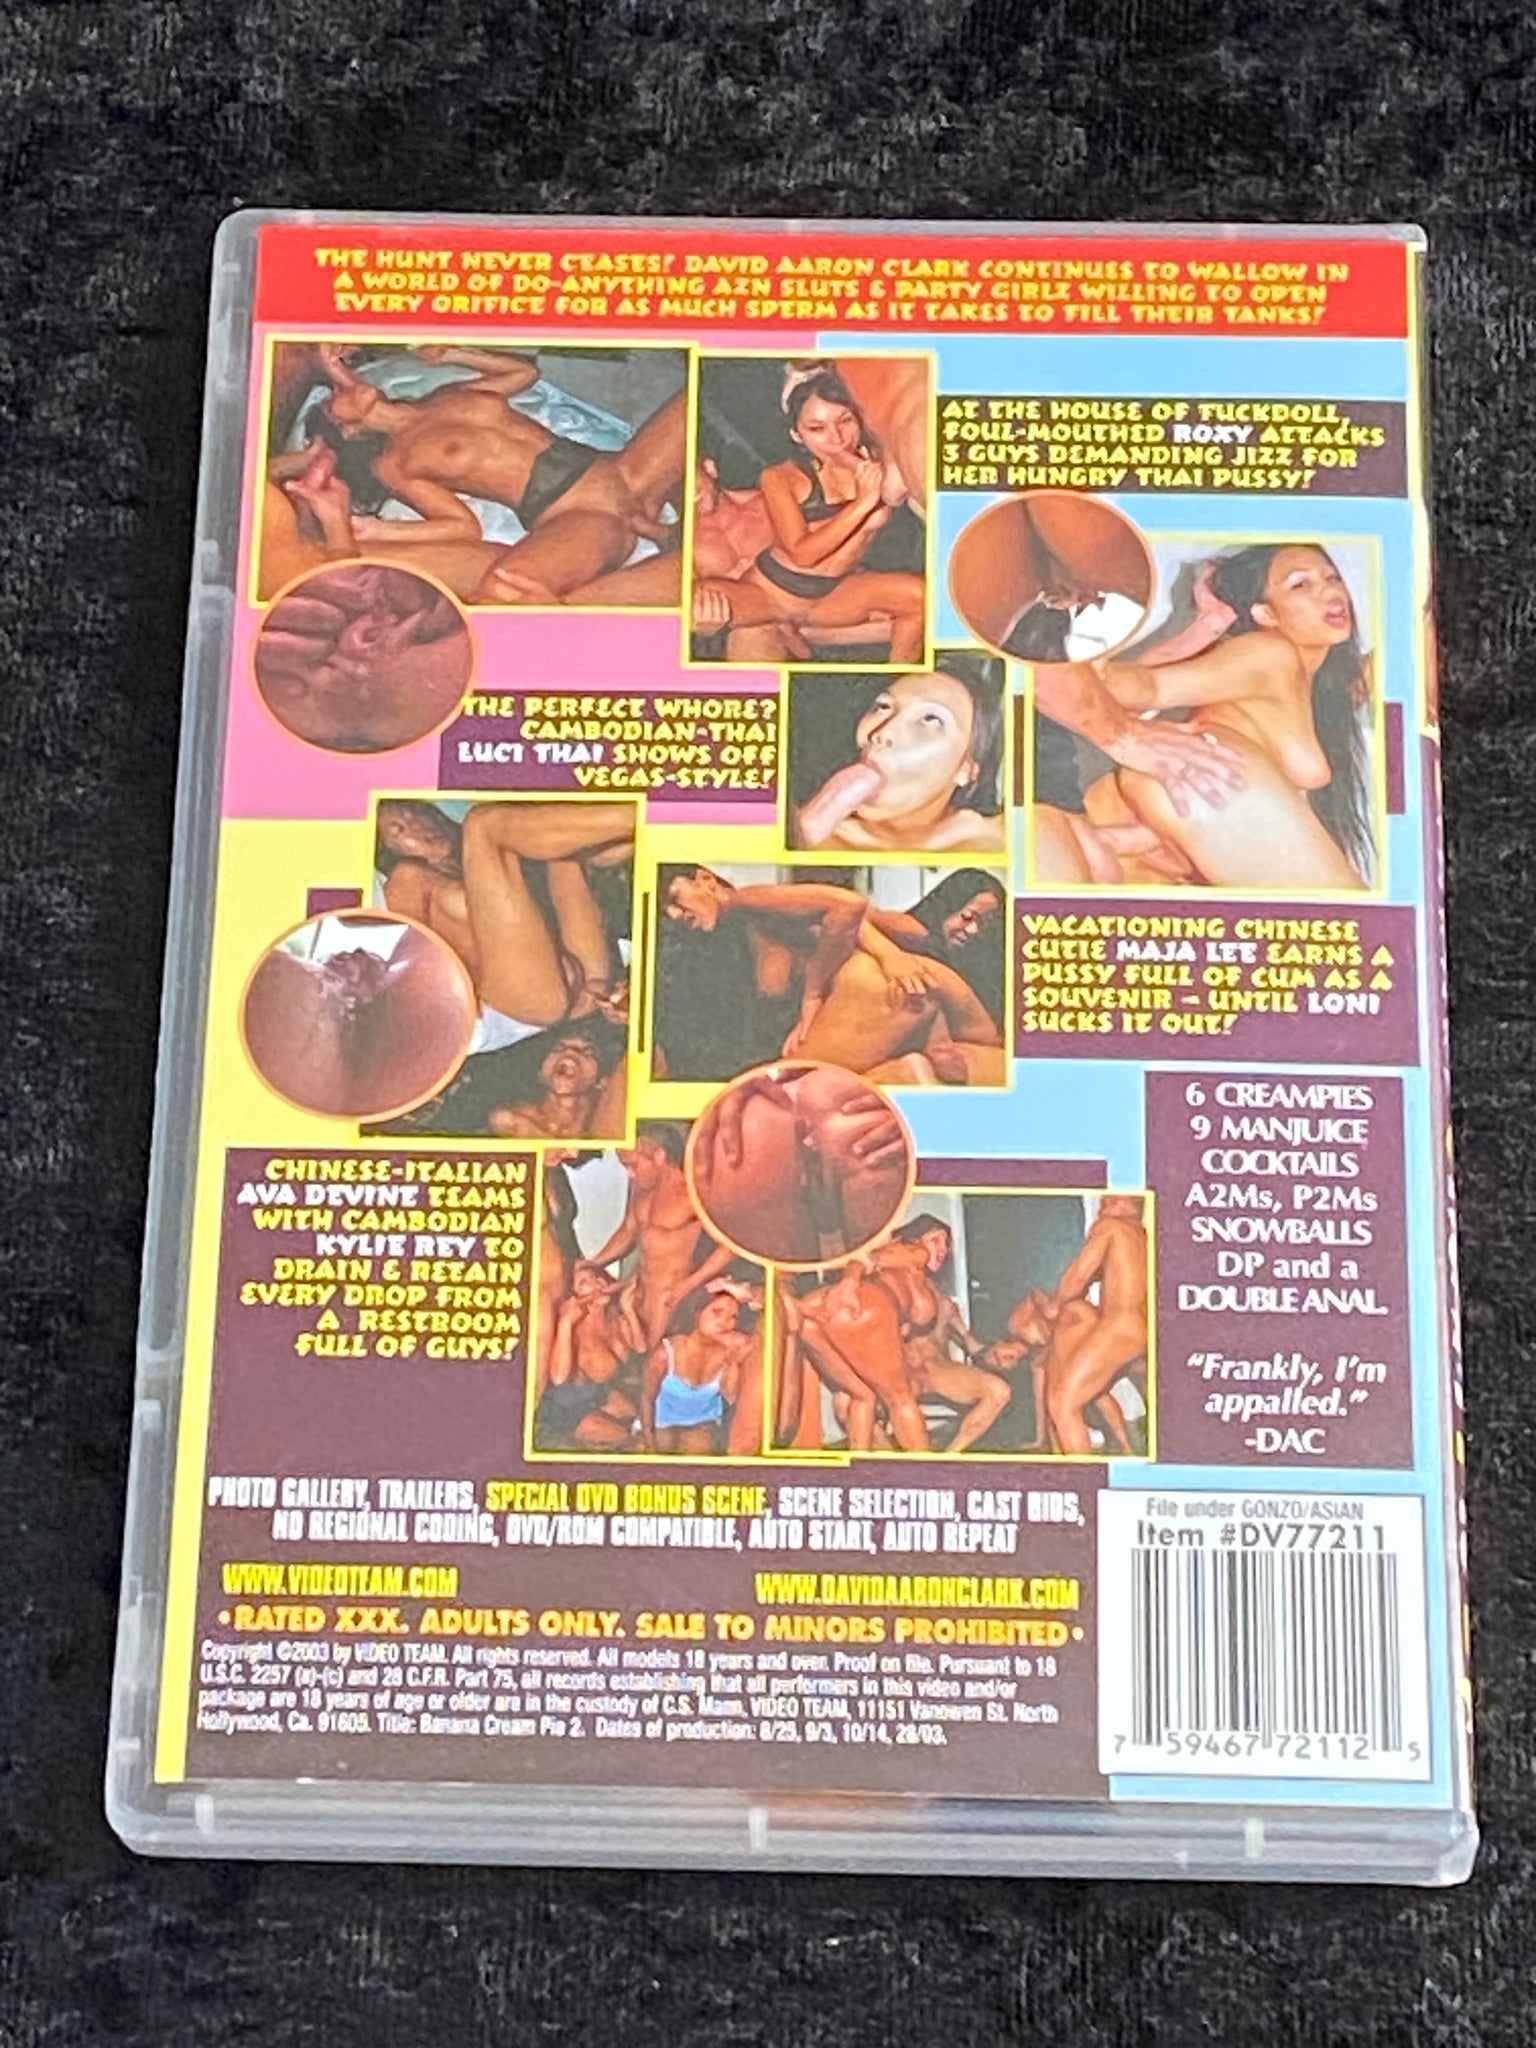 THE HUNT NEVER CEASES! DAVID AARON CLARK CONTINUES TO WALLOW IN
A WORLD OF DO-ANYTHING AZN SLUTS & PARTY GIRLZ WILLING TO OPEN
EVERY ORIFICE FOR AS MUCH SPERM AS IT TAKES TO FILL THEIR TANKS!
AT THE HOUSE OF FUCKDOLL,
FOUL-MOUTHED ROXY ATTACKS
3 GUYS DEMANDING JIZZ FOR
HER HUNGRY THAI PUSSY!
THE PERFECT WHORE?
CAMBODIAN-THAI
LUCI THAI SHOWS OFF
VEGAS-STYLE!
VACATIONING CHINESE
CUTIE MAJA LEE EARNS A
PUSSY FULL OF CUM AS A
SOUVENIR - UNTIL LONI
SUCKS IT OUT!
CHINESE-ITALIAN
AVA DEVINE TEAMS
WITH CAMBODIAN
KYLIE REY TO
DRAIN & RETAIN
EVERY DROP FROM
A RESTROOM
FULL OF GUYS!
6 CREAMPIES
9 MANJUICE
COCKTAILS
A2Ms, P2Ms
SNOWBALLS
DP and a
DOUBLE ANAL.
"Frankly, I'm
appalled."
-DAC
PHOTO GALLERY, TRAILERS, SPECIAL DVD BONUS SCENE, SCENE SELECTION, CAST BIOS,
NO REGIONAL CODING, DVD/ROM COMPATIBLE, AUTO START, AUTO REPEAT
WWW.VIDEOTEAM.COM
WWW.DAVIDAARONCLARK.COM
• RATED XXX. ADULTS ONLY. SALE TO MINORS PROHIBITED •
Copyright ©2003 by VIDEO TEAM. All rights reserved. All models 18 years and over. Proof on file. Pursuant to 18
U.S.C. 2257 (a)-(c) and 28 C.F.R. Part 75, all records establishing that all performers in this video and/or
package are 18 years of age or older are in the custody of C.S. Mann, VIDEO TEAM, 11151 Vanowen St. North
Hollywood, Ca. 91605. Title: Banana Cream Pie 2. Dates of production: 8/25, 9/3, 10/14, 28/03.
File under GONZO/ASIAN
Item #DV77211
7 59467 72112 5